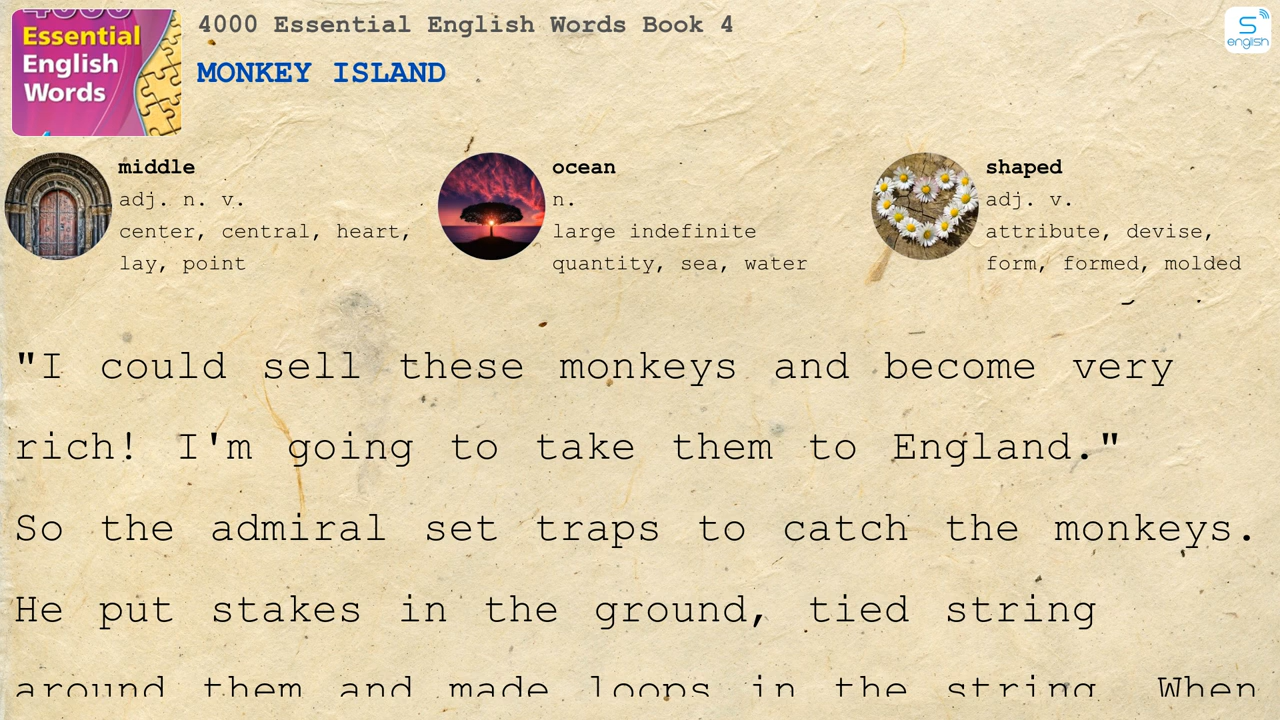 4000
Essential
English
Words
4000 Essential English Words Book 4
MONKEY ISLAND
S
english
middle
adj. n. v.
center, central, heart,
lay, point
ocean
n.
large indefinite
quantity, sea, water
shaped
adj. v.
attribute, devise,
form, formed, molded
"I could sell these monkeys and become very
rich! I'm going to take them to England."
So the admiral set traps to catch the monkeys.
He put stakes in the ground, tied string
around them and made loops in the string. When